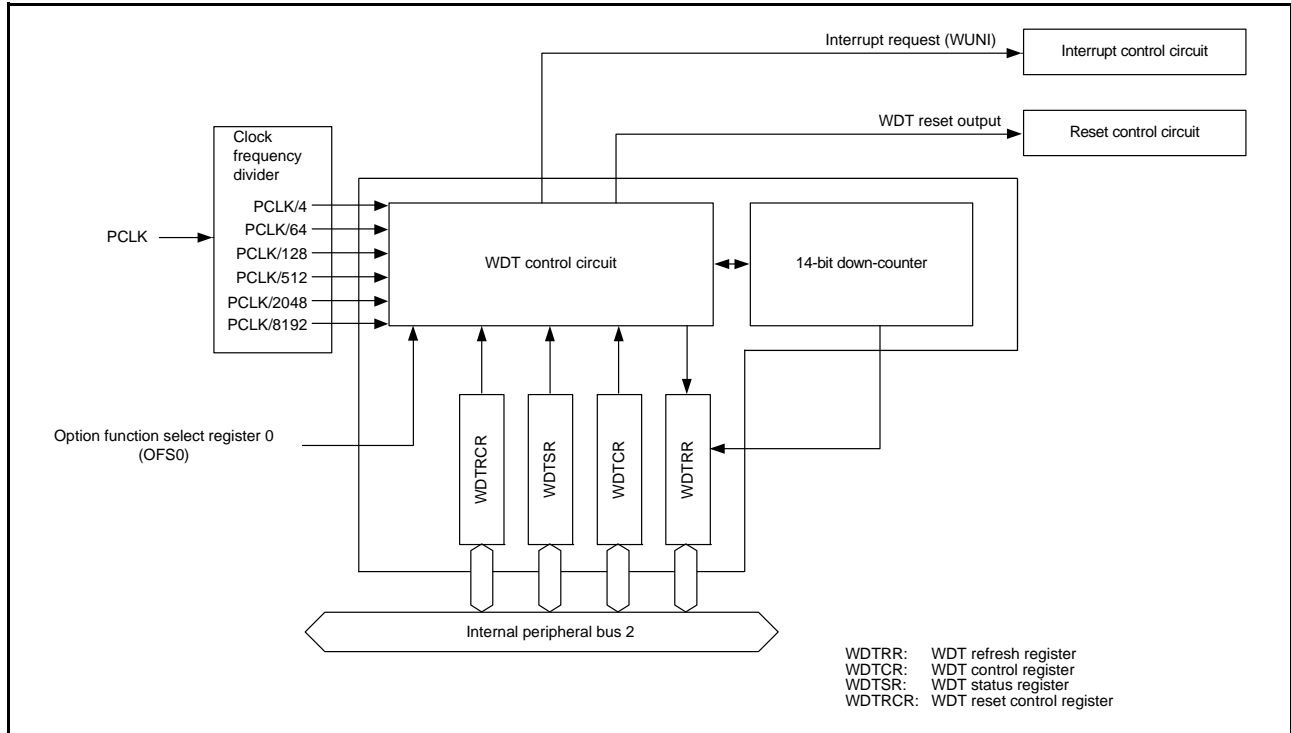 Interrupt request (WUNI)
Interrupt control circuit
WDT reset output
Reset control circuit
Clock
frequency
divider
PCLK/4
PCLK/64
PCLK/128
PCLK/512
PCLK/2048
PCLK/8192
PCLK
WDT control circuit
14-bit down-counter
Option function select register 0
(OFS0)
WDTRCR
WDTSR
WDTCR
WDTRR
Internal peripheral bus 2
WDTRR: WDT refresh register
WDTCR: WDT control register
WDTSR: WDT status register
WDTRCR: WDT reset control register